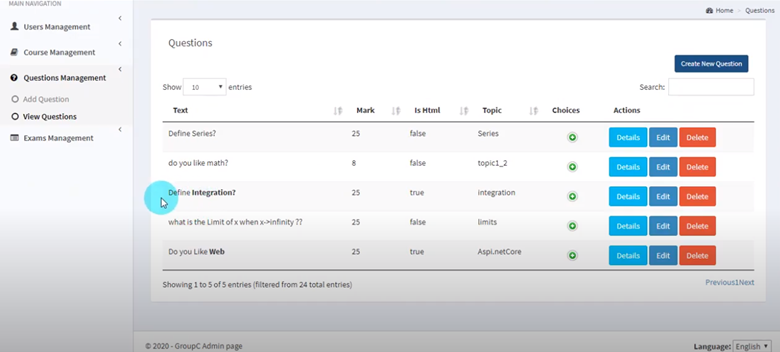 MAIN NAVIGATION
Home > Questions
Users Management
Course Management
Questions Management
Add Question
View Questions
Exams Management
Questions
Create New Question
Show 10 entries
Search:
Text Mark Is Html Topic Choices Actions
Define Series? 25 false Series Details Edit Delete
do you like math? 8 false topic1_2 Details Edit Delete
Define Integration? 25 true integration Details Edit Delete
what is the Limit of x when x->infinity ?? 25 false limits Details Edit Delete
Do you Like Web 25 true Aspi.netCore Details Edit Delete
Showing 1 to 5 of 5 entries (filtered from 24 total entries)
Previous1Next
© 2020 - GroupC Admin page
Language: English